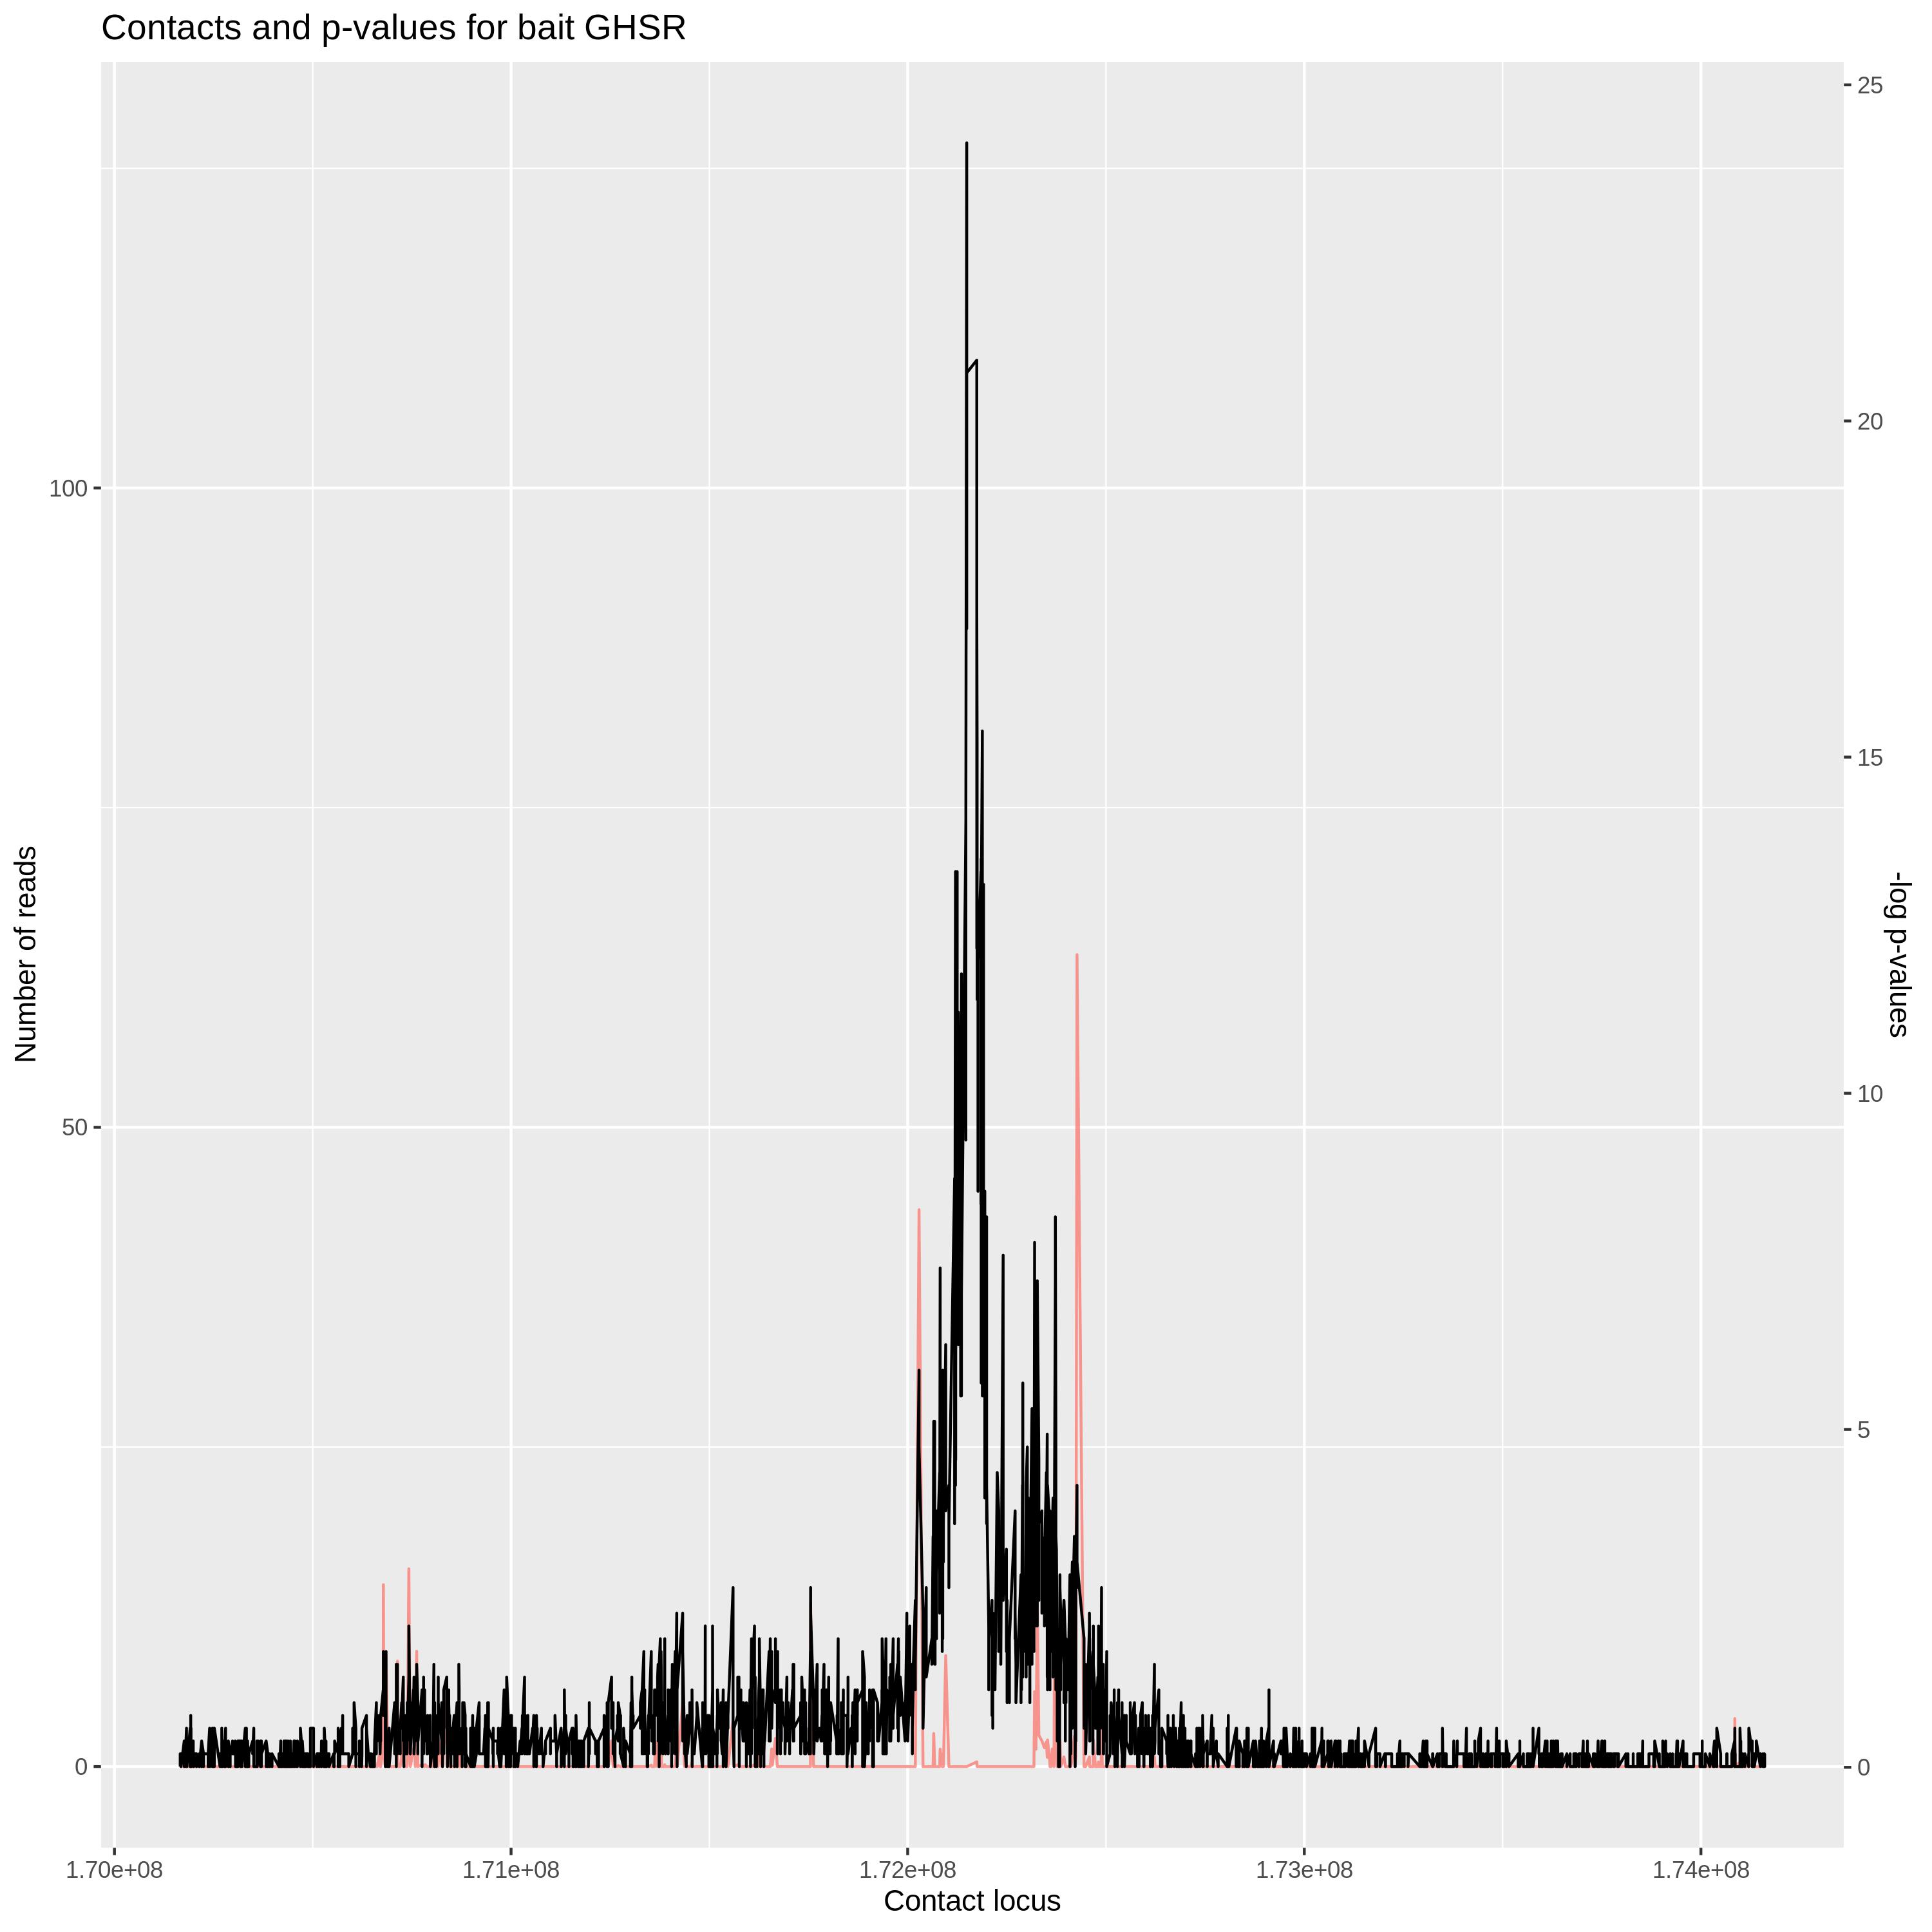 Contacts and p-values for bait GHSR
Number of reads
100
50
0
25
20
15
10
5
0
-log p-values
1.70e+08
1.71e+08
1.72e+08
1.73e+08
1.74e+08
Contact locus